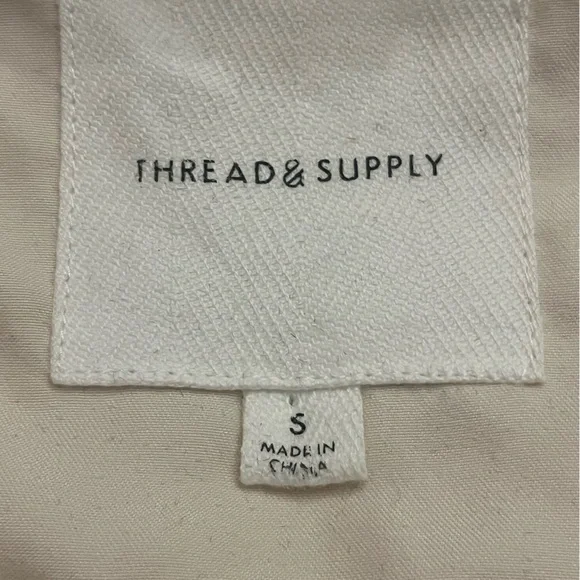 THREAD & SUPPLY
S
MADE IN
CHINA